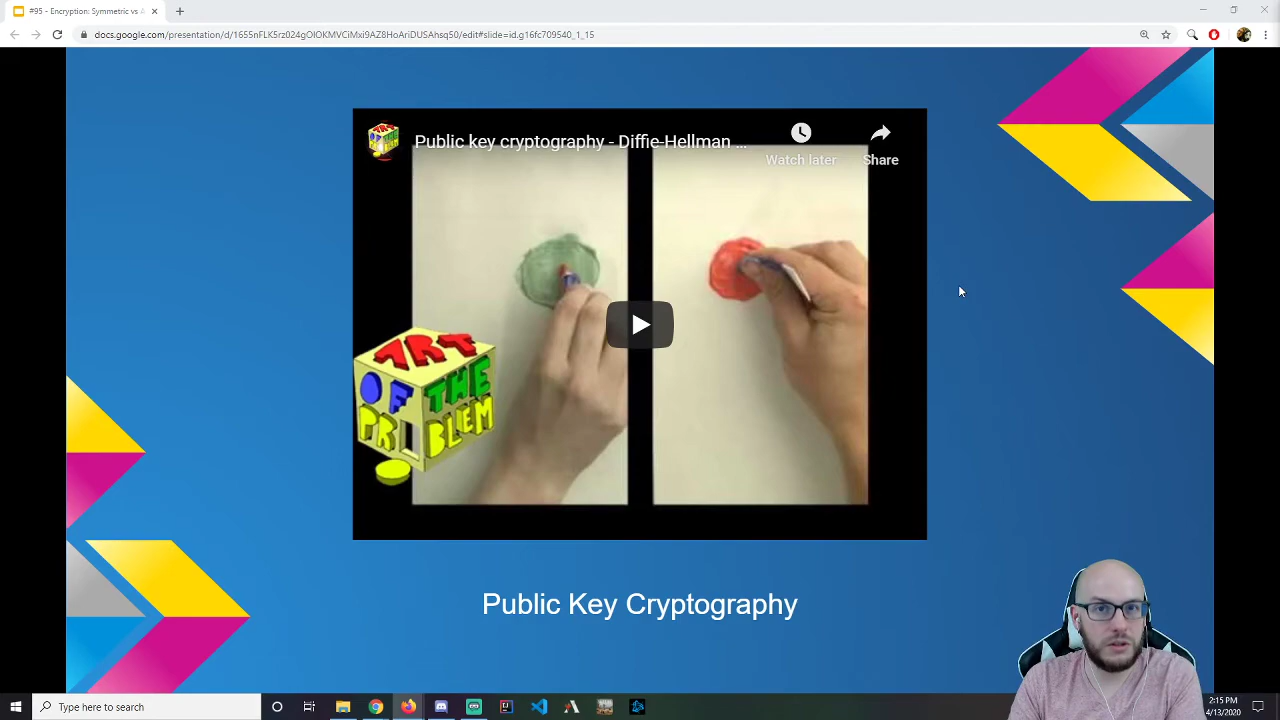 #95 - Encryption: Symmetric vs A
docs.google.com/presentation/d/1655nFLK5rz024gOIOKMVCiMxi9AZ8HoAriDUSAhsq50/edit#slide=id.g16fc709540_1_15
Public key cryptography - Diffie-Hellman ...
Watch later
Share
ART
OF THE
PROBLEM
Public Key Cryptography
Type here to search
2:15 PM
4/13/2020